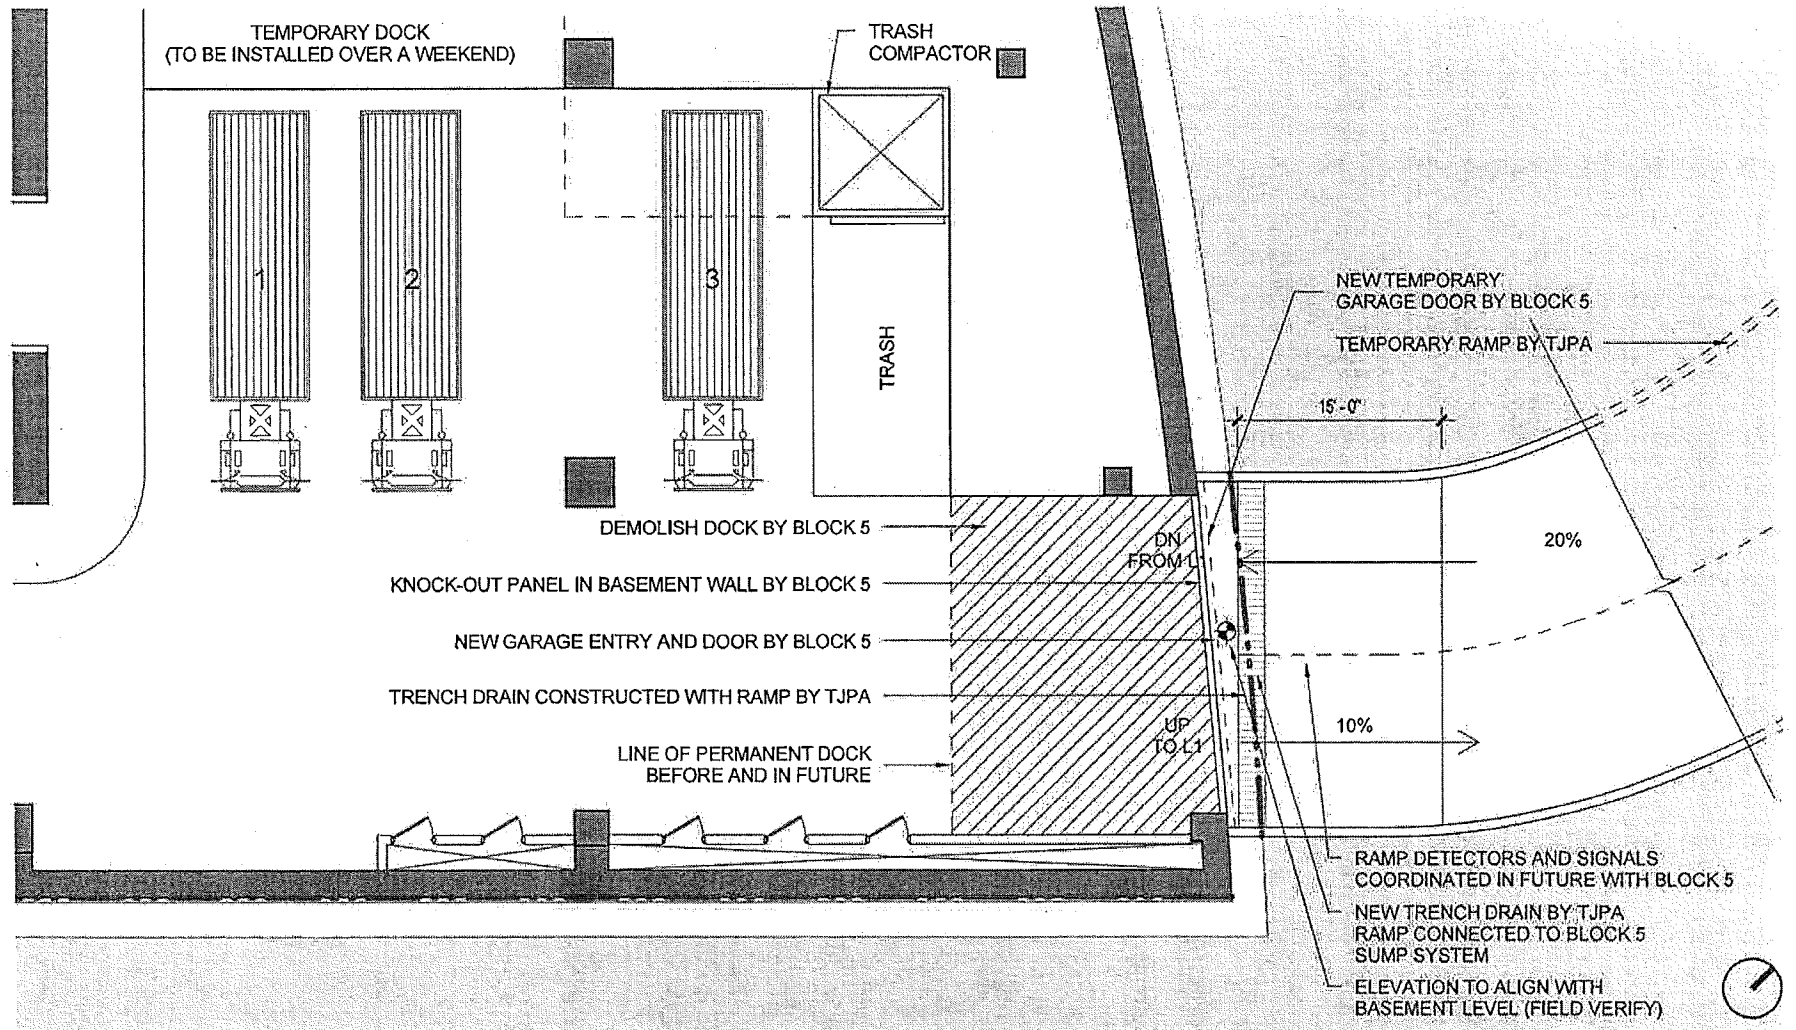 TEMPORARY DOCK
(TO BE INSTALLED OVER A WEEKEND)
TRASH
COMPACTOR
1
2
3
TRASH
NEW TEMPORARY
GARAGE DOOR BY BLOCK 5
TEMPORARY RAMP BY TJPA
15'-0"
DEMOLISH DOCK BY BLOCK 5
DN
FROM L
20%
KNOCK-OUT PANEL IN BASEMENT WALL BY BLOCK 5
NEW GARAGE ENTRY AND DOOR BY BLOCK 5
TRENCH DRAIN CONSTRUCTED WITH RAMP BY TJPA
UP
TO L1
10%
LINE OF PERMANENT DOCK
BEFORE AND IN FUTURE
RAMP DETECTORS AND SIGNALS
COORDINATED IN FUTURE WITH BLOCK 5
NEW TRENCH DRAIN BY TJPA
RAMP CONNECTED TO BLOCK 5
SUMP SYSTEM
ELEVATION TO ALIGN WITH
BASEMENT LEVEL (FIELD VERIFY)